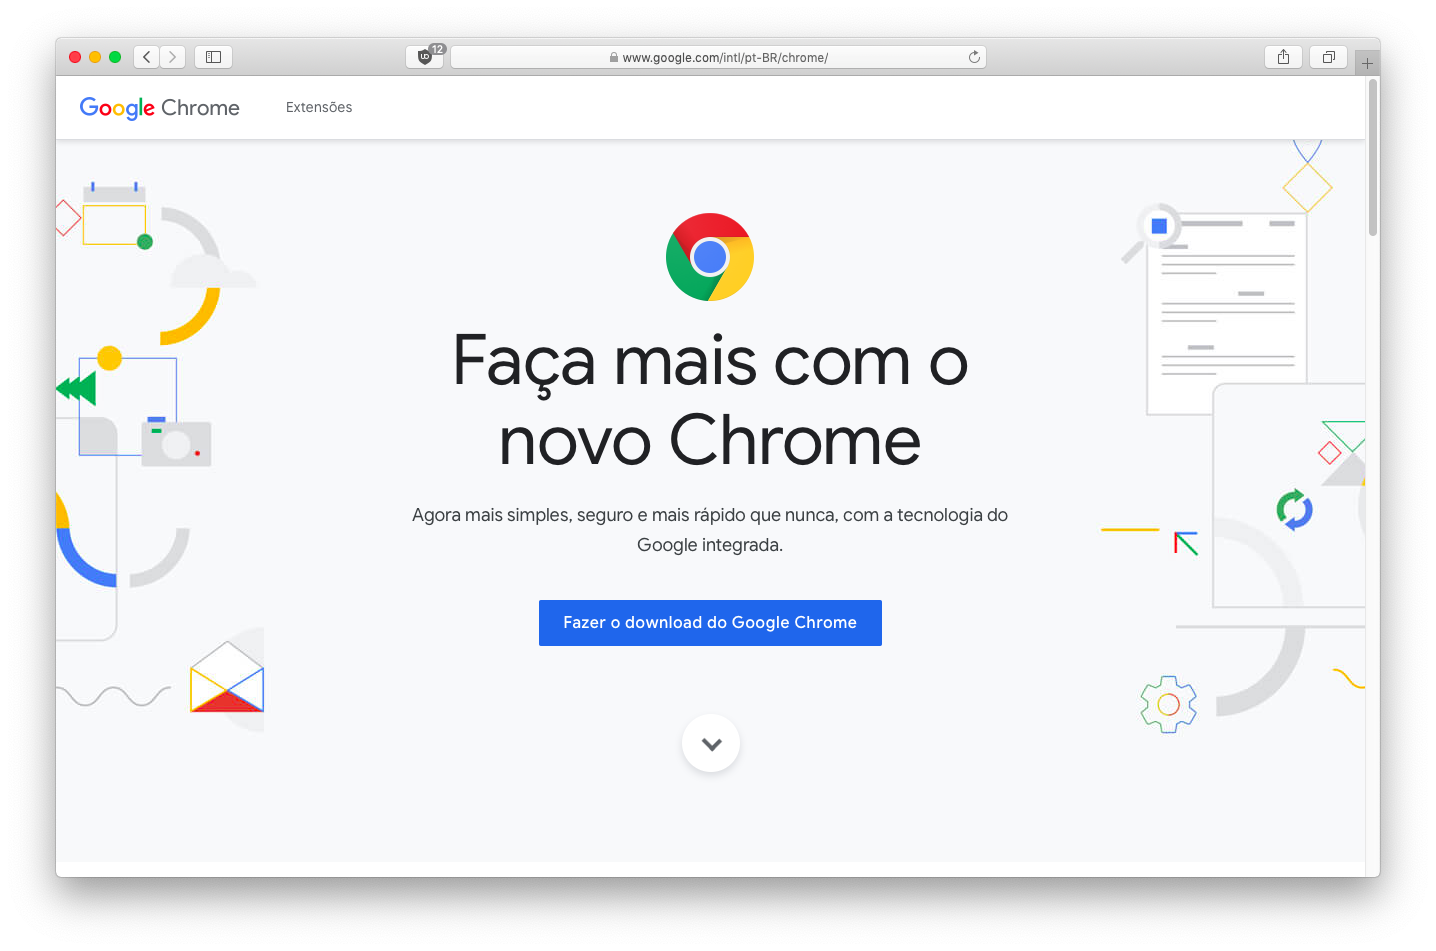 12
www.google.com/intl/pt-BR/chrome/
Google Chrome
Extensões
Faça mais com o
novo Chrome
Agora mais simples, seguro e mais rápido que nunca, com a tecnologia do
Google integrada.
Fazer o download do Google Chrome